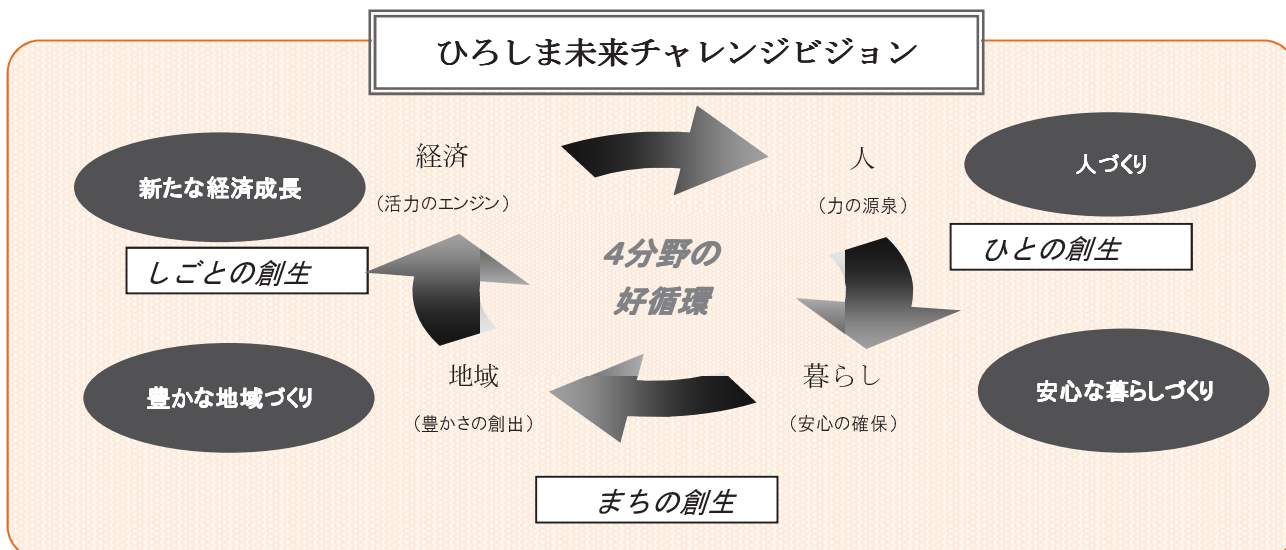 ひろしま未来チャレンジビジョン
新たな経済成長
経済
（活力のエンジン）
人
（力の源泉）
人づくり
しごとの創生
4分野の
好循環
ひとの創生
豊かな地域づくり
地域
（豊かさの創出）
暮らし
（安心の確保）
安心な暮らしづくり
まちの創生